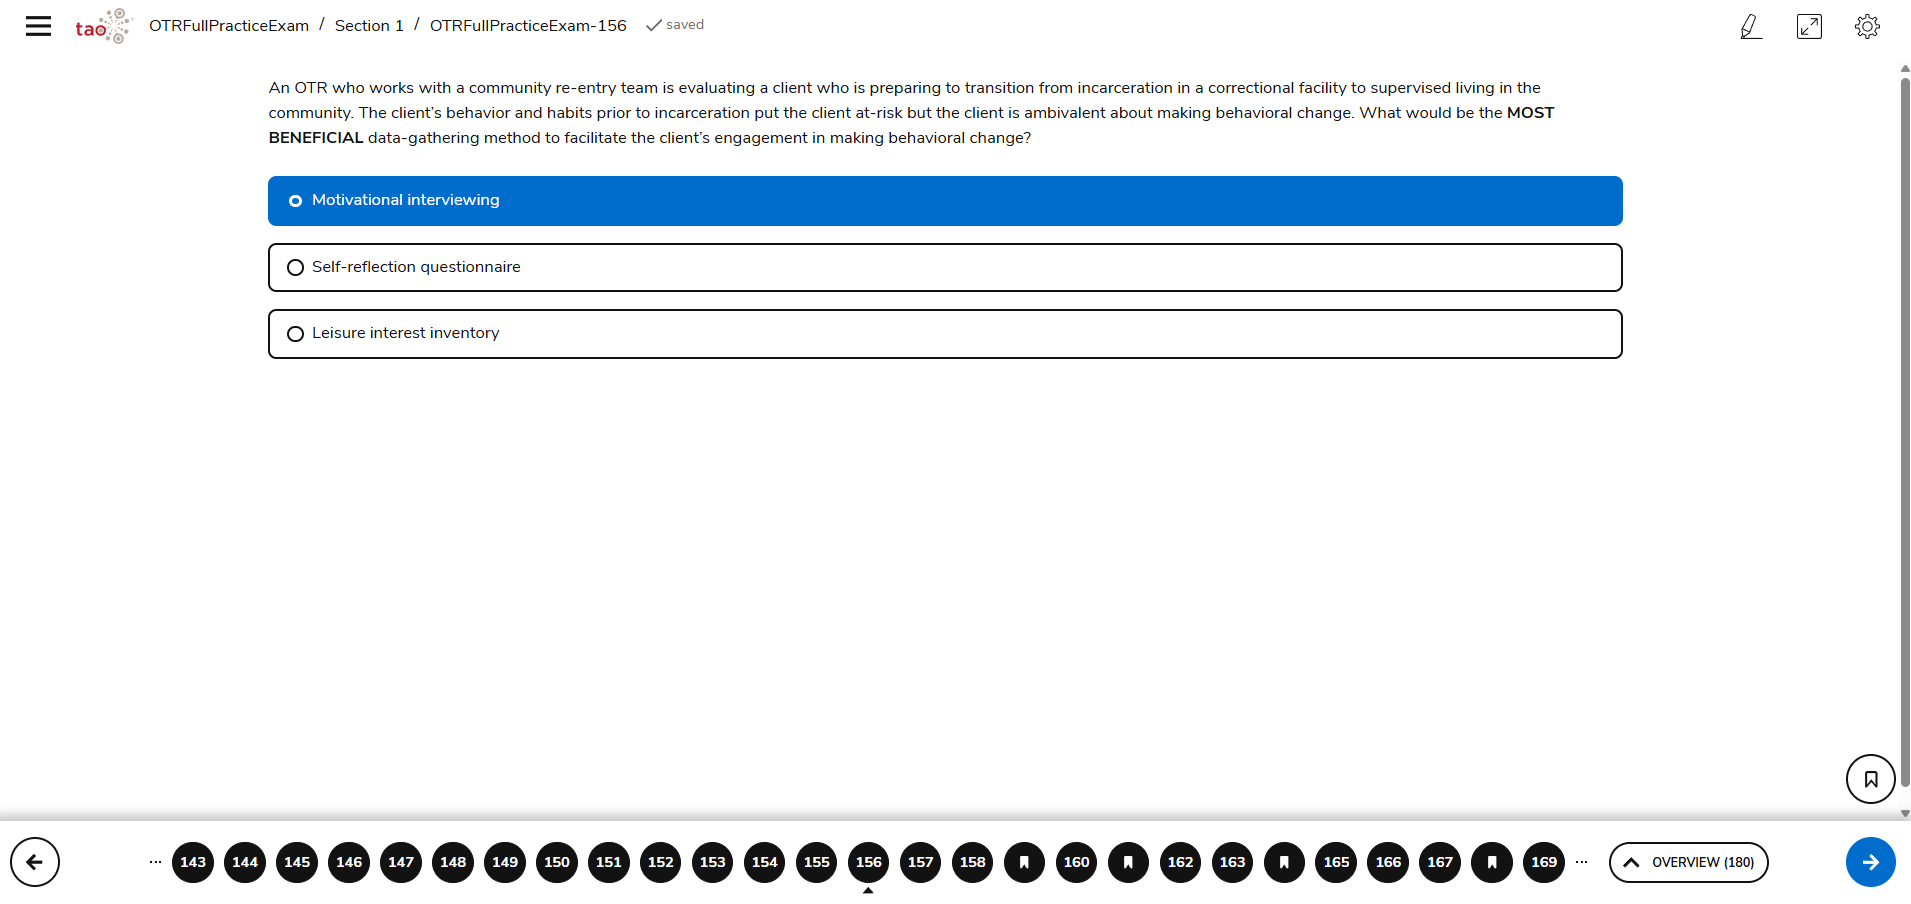 tao
OTRFullPracticeExam / Section 1 / OTRFullPracticeExam-156 saved
An OTR who works with a community re-entry team is evaluating a client who is preparing to transition from incarceration in a correctional facility to supervised living in the
community. The client’s behavior and habits prior to incarceration put the client at-risk but the client is ambivalent about making behavioral change. What would be the MOST
BENEFICIAL data-gathering method to facilitate the client’s engagement in making behavioral change?
Motivational interviewing
Self-reflection questionnaire
Leisure interest inventory
... 143 144 145 146 147 148 149 150 151 152 153 154 155 156 157 158 160 162 163 165 166 167 169 ... OVERVIEW (180)